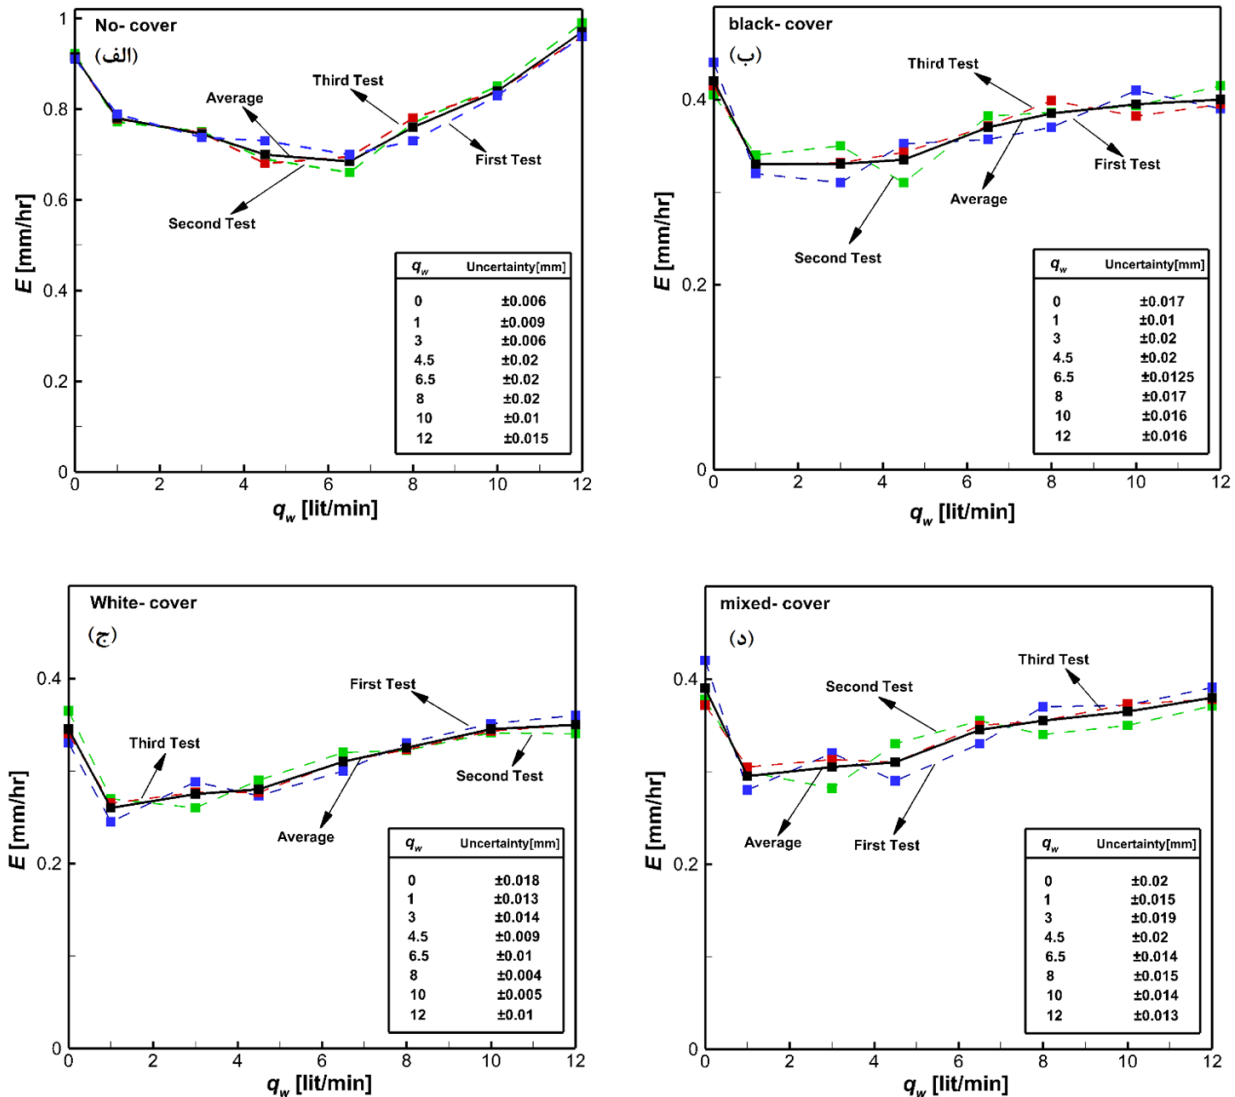 No- cover
(الف)
1
0.8
0.6
0.4
0.2
0
E [mm/hr]
Third Test
Average
First Test
Second Test
q_w Uncertainty[mm]
0 ±0.006
1 ±0.009
3 ±0.006
4.5 ±0.02
6.5 ±0.02
8 ±0.02
10 ±0.01
12 ±0.015
0 2 4 6 8 10 12
q_w [lit/min]
black- cover
(ب)
0.4
0.2
0
E [mm/hr]
Third Test
First Test
Average
Second Test
q_w Uncertainty[mm]
0 ±0.017
1 ±0.01
3 ±0.02
4.5 ±0.02
6.5 ±0.0125
8 ±0.017
10 ±0.016
12 ±0.016
0 2 4 6 8 10 12
q_w [lit/min]
White- cover
(ج)
0.4
0.2
0
E [mm/hr]
First Test
Third Test
Second Test
Average
q_w Uncertainty[mm]
0 ±0.018
1 ±0.013
3 ±0.014
4.5 ±0.009
6.5 ±0.01
8 ±0.004
10 ±0.005
12 ±0.01
0 2 4 6 8 10 12
q_w [lit/min]
mixed- cover
(د)
0.4
0.2
0
E [mm/hr]
Third Test
Second Test
Average
First Test
q_w Uncertainty[mm]
0 ±0.02
1 ±0.015
3 ±0.019
4.5 ±0.02
6.5 ±0.014
8 ±0.015
10 ±0.014
12 ±0.013
0 2 4 6 8 10 12
q_w [lit/min]